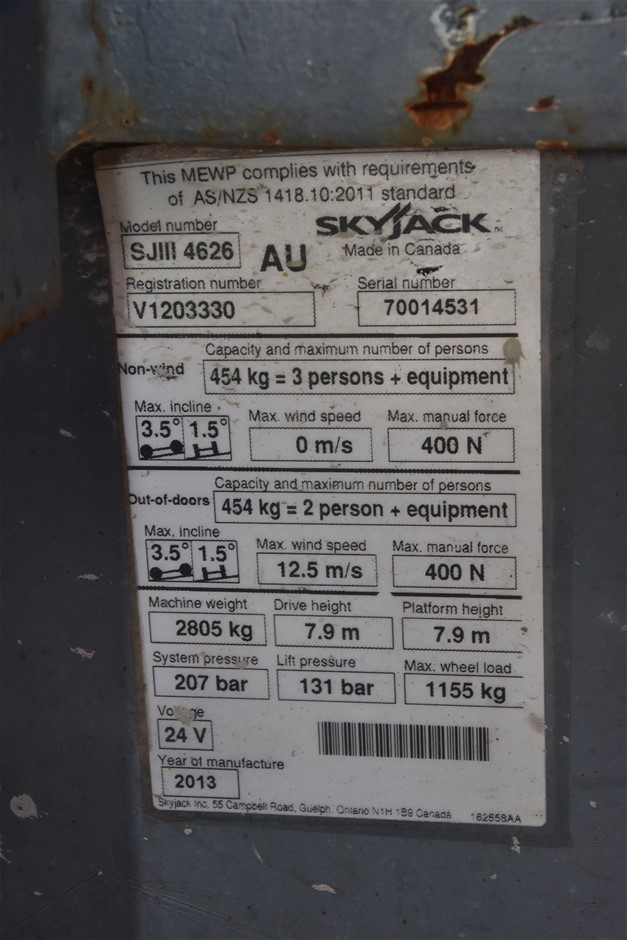 This MEWP complies with requirements
of AS/NZS 1418.10:2011 standard
Model number
SJIII 4626
AU
SKYJACK™
Made in Canada
Registration number
V1203330
Serial number
70014531
Non-wind
Capacity and maximum number of persons
454 kg = 3 persons + equipment
Max. incline
3.5° 1.5°
Max. wind speed
0 m/s
Max. manual force
400 N
Out-of-doors
Capacity and maximum number of persons
454 kg = 2 person + equipment
Max. incline
3.5° 1.5°
Max. wind speed
12.5 m/s
Max. manual force
400 N
Machine weight
2805 kg
Drive height
7.9 m
Platform height
7.9 m
System pressure
207 bar
Lift pressure
131 bar
Max. wheel load
1155 kg
Voltage
24 V
Year of manufacture
2013
Skyjack Inc. 55 Campbell Road, Guelph, Ontario N1H 1B9 Canada
162558AA